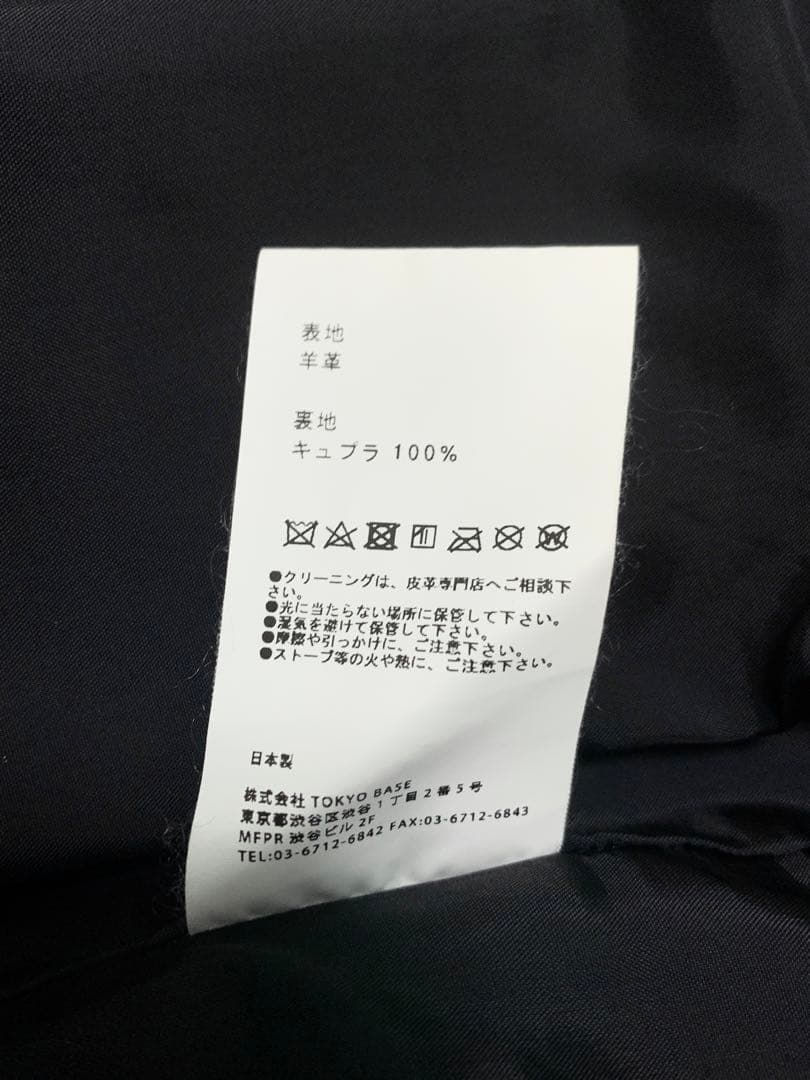 表地
羊革
裏地
キュプラ 100%
●クリーニングは、皮革専門店へご相談下
さい。
●光に当たらない場所に保管して下さい。
●湿気を避けて保管して下さい。
●摩擦や引っかけに、ご注意下さい。
●ストーブ等の火や熱に、ご注意下さい。
日本製
株式会社 TOKYO BASE
東京都渋谷区渋谷1丁目2番5号
MFPR 渋谷ビル 2F
TEL:03-6712-6842 FAX:03-6712-6843